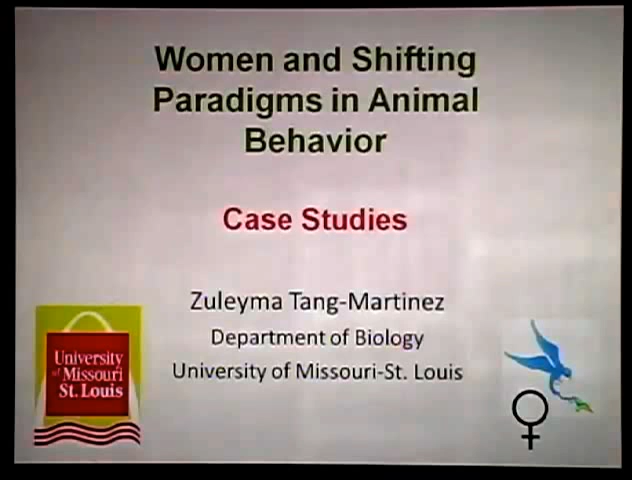 Women and Shifting
Paradigms in Animal
Behavior
Case Studies
Zuleyma Tang-Martinez
Department of Biology
University of Missouri-St. Louis
University
of Missouri
St. Louis